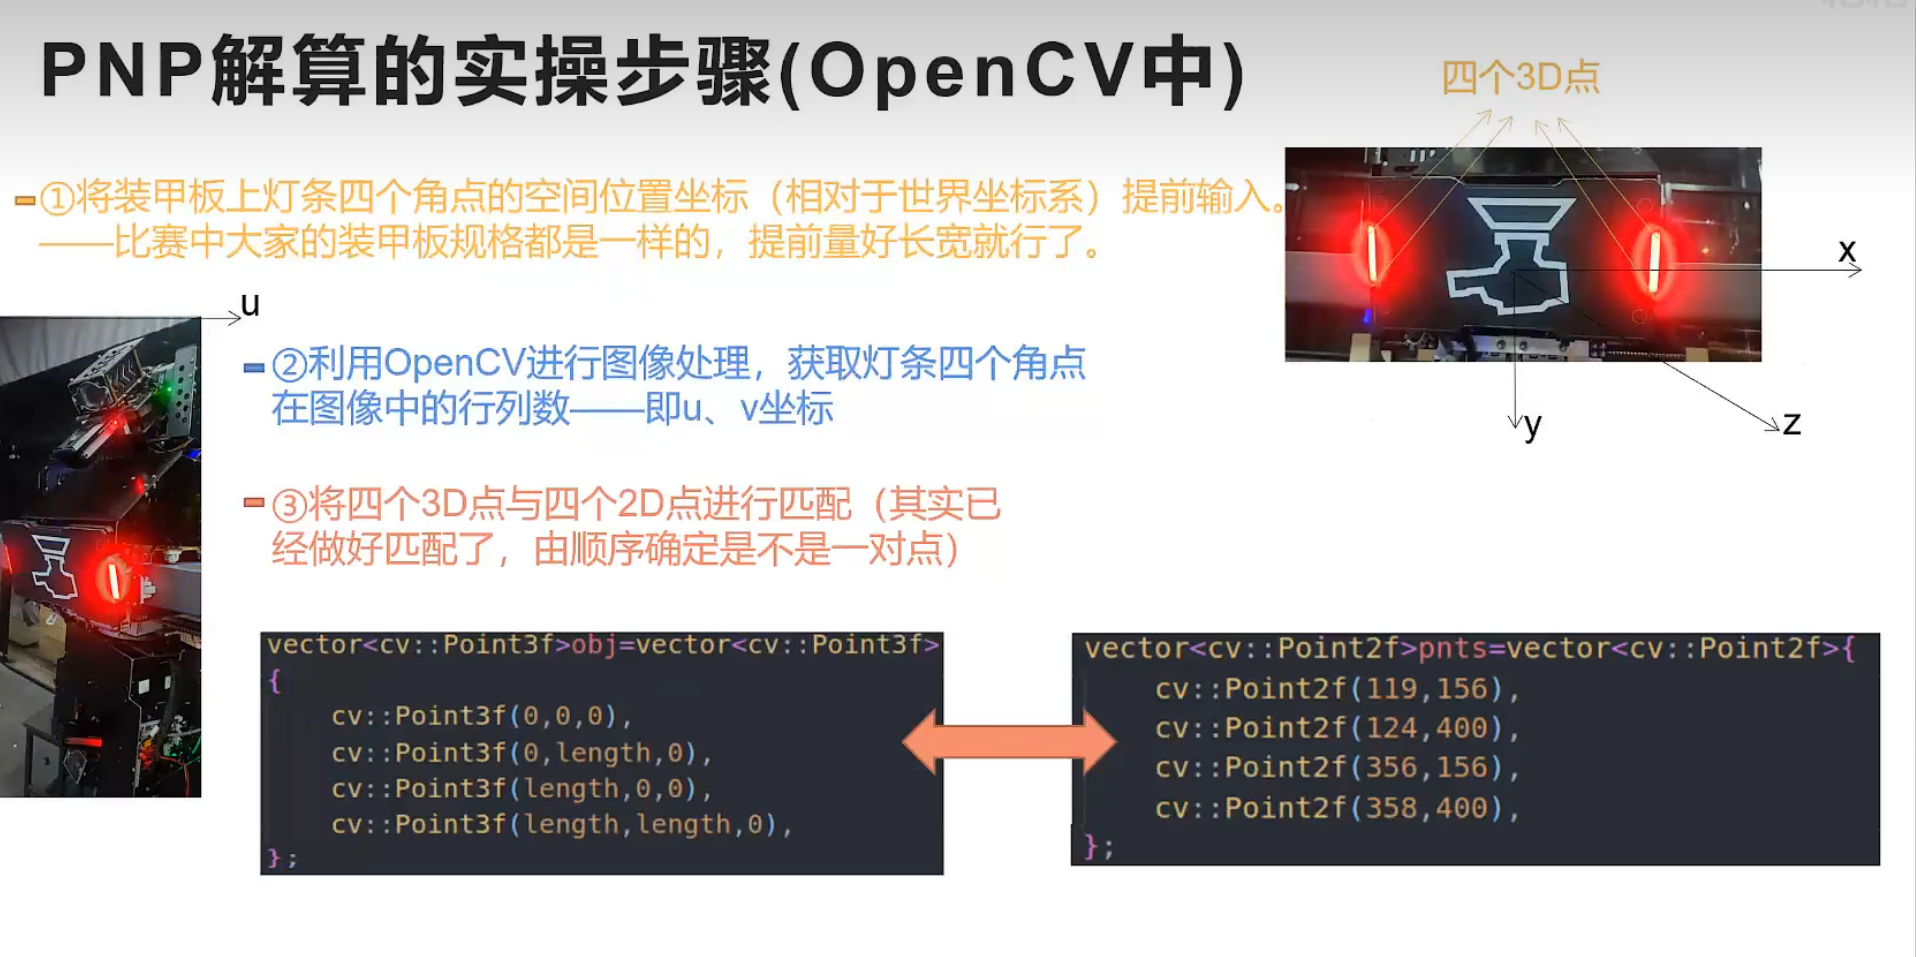 PNP解算的实操步骤(OpenCV中)
四个3D点
①将装甲板上灯条四个角点的空间位置坐标（相对于世界坐标系）提前输入。
——比赛中大家的装甲板规格都是一样的，提前量好长宽就行了。
x
u
②利用OpenCV进行图像处理，获取灯条四个角点
在图像中的行列数——即u、v坐标
y
z
③将四个3D点与四个2D点进行匹配（其实已
经做好匹配了，由顺序确定是不是一对点）
vector<cv::Point3f>obj=vector<cv::Point3f>
{
cv::Point3f(0,0,0),
cv::Point3f(0,length,0),
cv::Point3f(length,0,0),
cv::Point3f(length,length,0),
};
vector<cv::Point2f>pnts=vector<cv::Point2f>{
cv::Point2f(119,156),
cv::Point2f(124,400),
cv::Point2f(356,156),
cv::Point2f(358,400),
};